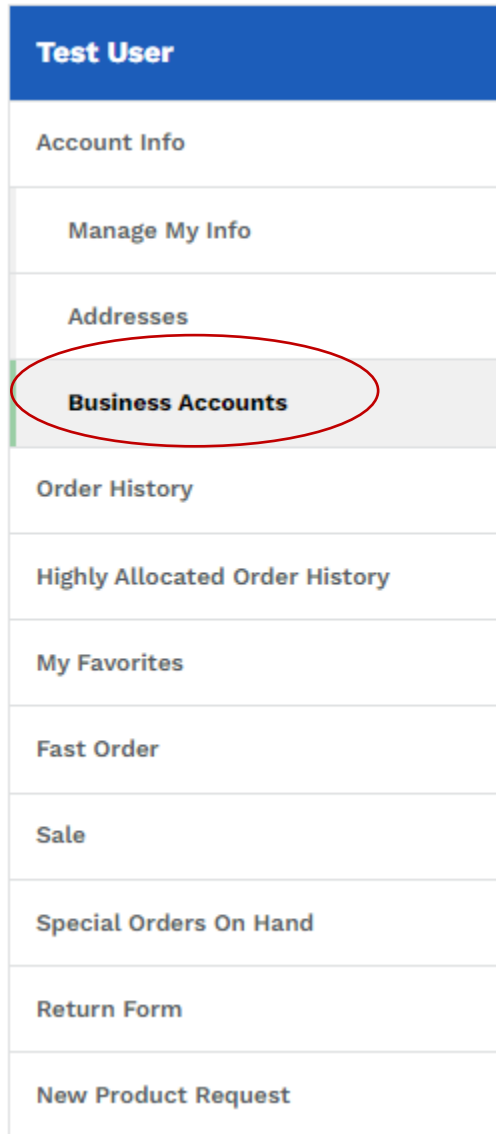 Test User
Account Info
Manage My Info
Addresses
Business Accounts
Order History
Highly Allocated Order History
My Favorites
Fast Order
Sale
Special Orders On Hand
Return Form
New Product Request